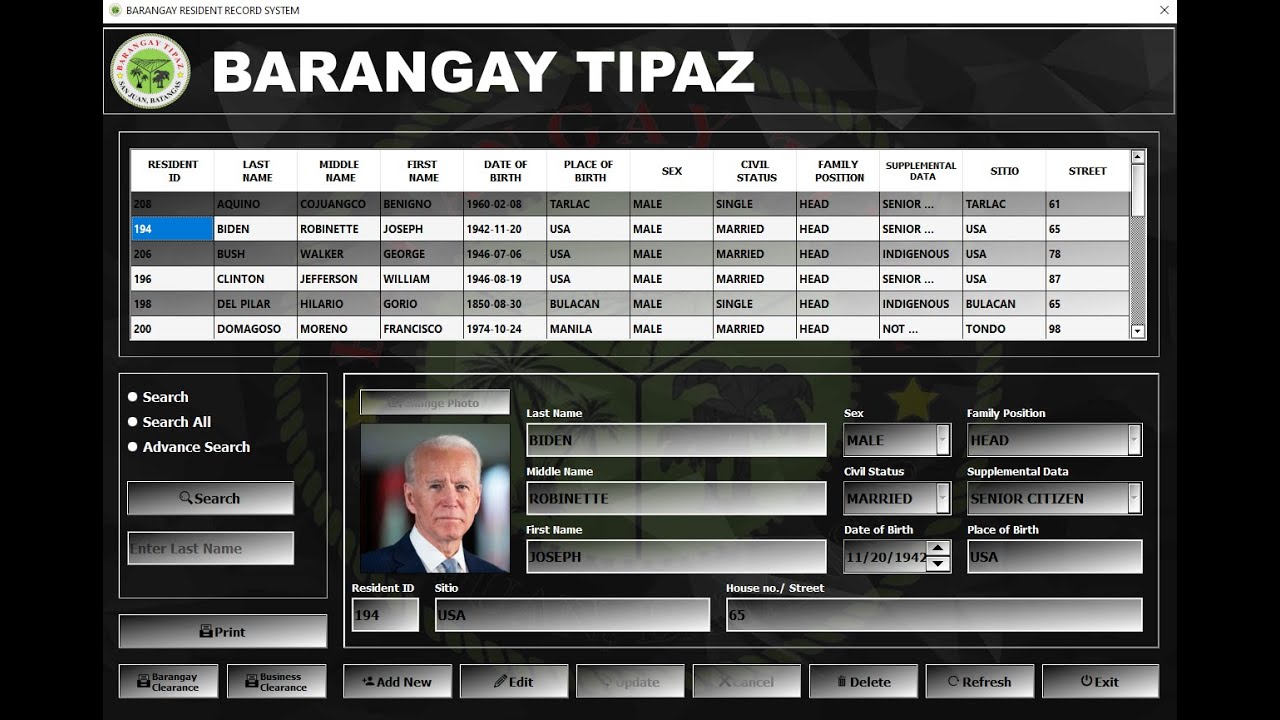 BARANGAY RESIDENT RECORD SYSTEM
BARANGAY TIPAZ
SAN JUAN, BATANGAS
BARANGAY TIPAZ
RESIDENT ID LAST NAME MIDDLE NAME FIRST NAME DATE OF BIRTH PLACE OF BIRTH SEX CIVIL STATUS FAMILY POSITION SUPPLEMENTAL DATA SITIO STREET
208 AQUINO COJUANGCO BENIGNO 1960-02-08 TARLAC MALE SINGLE HEAD SENIOR ... TARLAC 61
194 BIDEN ROBINETTE JOSEPH 1942-11-20 USA MALE MARRIED HEAD SENIOR ... USA 65
206 BUSH WALKER GEORGE 1946-07-06 USA MALE MARRIED HEAD INDIGENOUS USA 78
196 CLINTON JEFFERSON WILLIAM 1946-08-19 USA MALE MARRIED HEAD SENIOR ... USA 87
198 DEL PILAR HILARIO GORIO 1850-08-30 BULACAN MALE SINGLE HEAD INDIGENOUS BULACAN 65
200 DOMAGOSO MORENO FRANCISCO 1974-10-24 MANILA MALE MARRIED HEAD NOT ... TONDO 98
Search
Search All
Advance Search
Search
Enter Last Name
Print
Barangay Clearance
Business Clearance
Change Photo
Last Name
BIDEN
Middle Name
ROBINETTE
First Name
JOSEPH
Sex
MALE
Family Position
HEAD
Civil Status
MARRIED
Supplemental Data
SENIOR CITIZEN
Date of Birth
11/20/1942
Place of Birth
USA
Resident ID
194
Sitio
USA
House no./ Street
65
Add New
Edit
Update
Cancel
Delete
Refresh
Exit